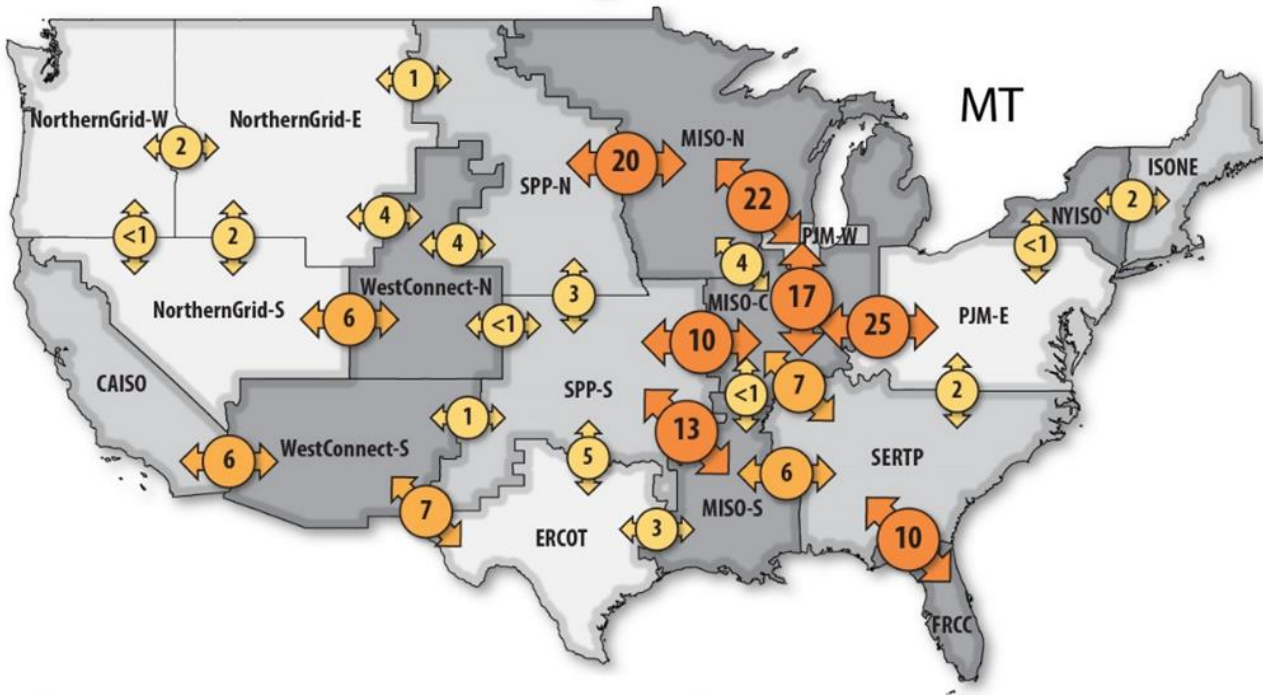 MT
1
NorthernGrid-W
NorthernGrid-E
2
MISO-N
20
SPP-N
ISONE
22
2
NYISO
4
<1
2
4
PJM-W
<1
4
WestConnect-N
3
MISO-C
17
NorthernGrid-S
6
<1
25
PJM-E
10
CAISO
SPP-S
<1
7
2
1
13
WestConnect-S
6
5
6
SERTP
7
MISO-S
ERCOT
3
10
FRCC